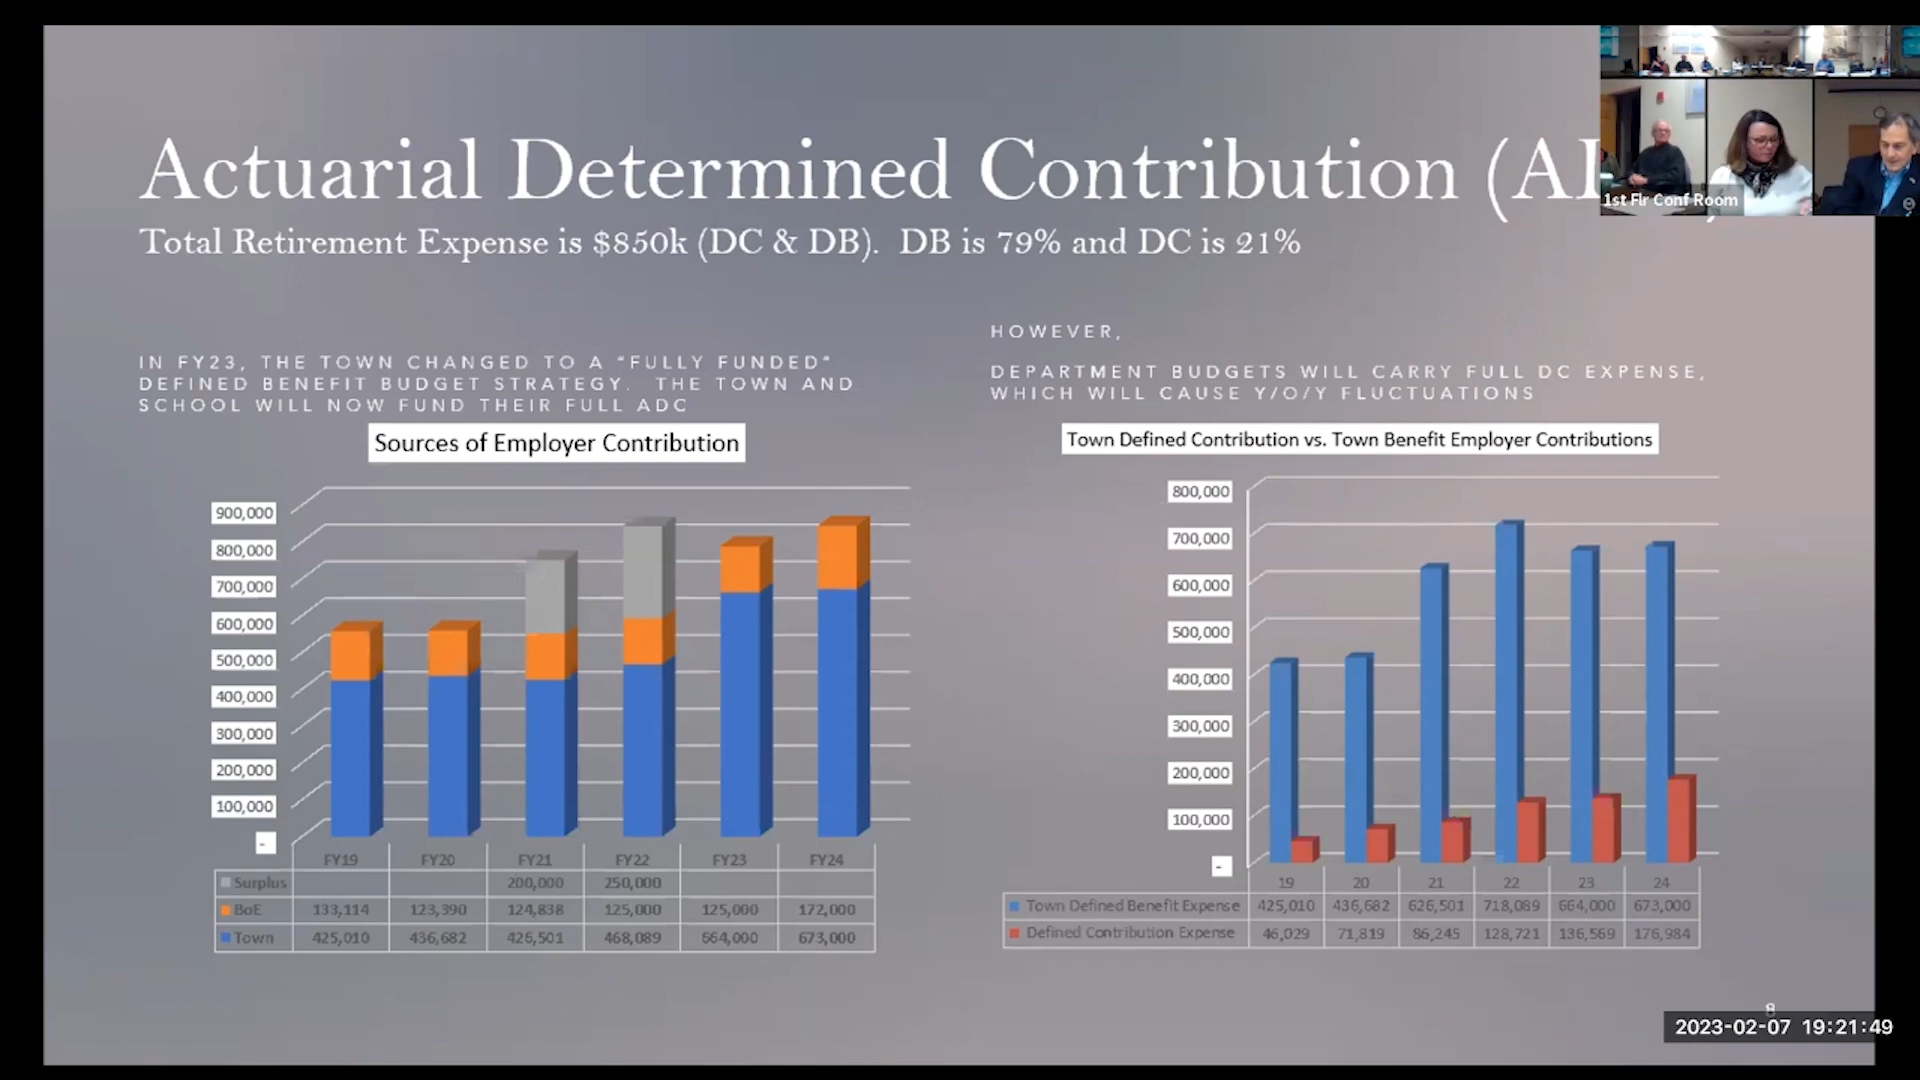 Actuarial Determined Contribution (A
Total Retirement Expense is $850k (DC & DB). DB is 79% and DC is 21%
1st Flr Conf Room
IN FY23, THE TOWN CHANGED TO A "FULLY FUNDED"
DEFINED BENEFIT BUDGET STRATEGY. THE TOWN AND
SCHOOL WILL NOW FUND THEIR FULL ADC
Sources of Employer Contribution
900,000
800,000
700,000
600,000
500,000
400,000
300,000
200,000
100,000
-
FY19 FY20 FY21 FY22 FY23 FY24
Surplus 200,000 250,000
BoE 133,114 123,390 124,838 125,000 125,000 172,000
Town 425,010 436,682 426,501 468,089 664,000 673,000
HOWEVER,
DEPARTMENT BUDGETS WILL CARRY FULL DC EXPENSE,
WHICH WILL CAUSE Y/O/Y FLUCTUATIONS
Town Defined Contribution vs. Town Benefit Employer Contributions
800,000
700,000
600,000
500,000
400,000
300,000
200,000
100,000
-
19 20 21 22 23 24
Town Defined Benefit Expense 425,010 436,682 626,501 718,089 664,000 673,000
Defined Contribution Expense 46,029 71,819 86,245 128,721 136,569 176,984
8
2023-02-07 19:21:49